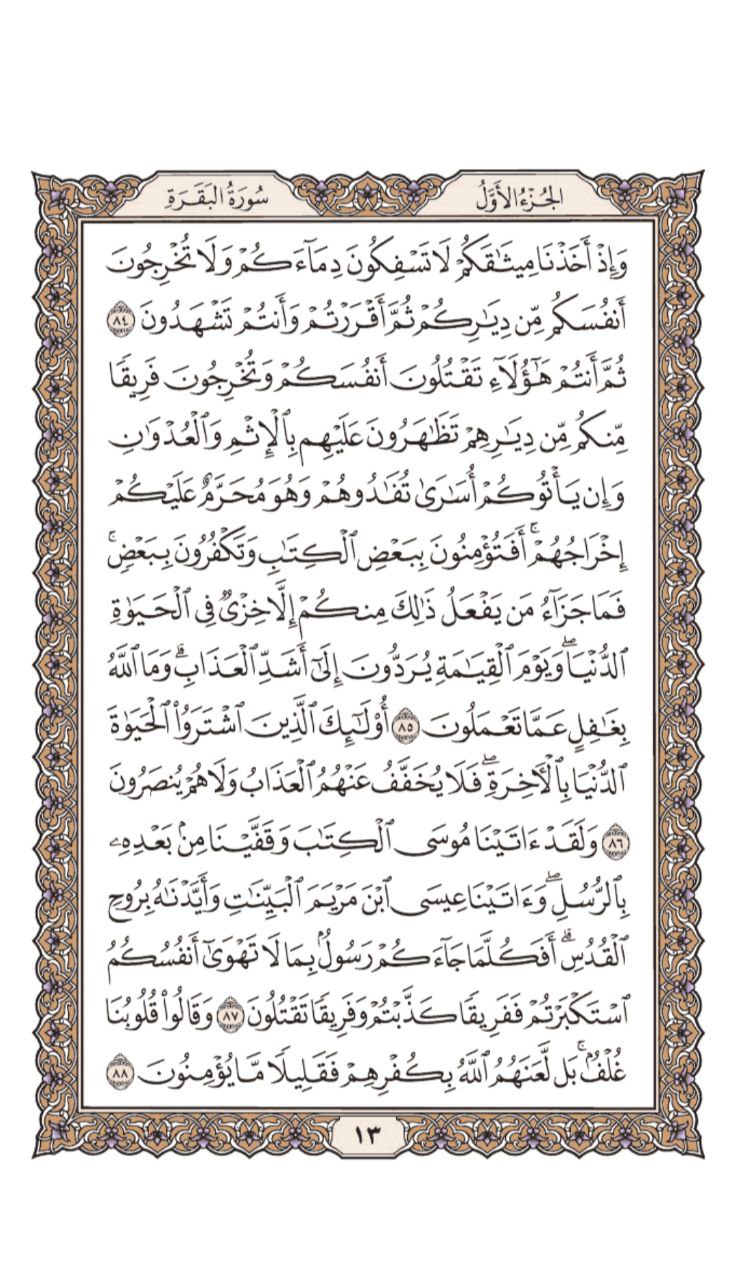 الجُزْءُ الأَوَّلُ
سُورَةُ البَقَرَةِ
وَإِذْ أَخَذْنَا مِيثَٰقَكُمْ لَا تَسْفِكُونَ دِمَآءَكُمْ وَلَا تُخْرِجُونَ
أَنفُسَكُم مِّن دِيَٰرِكُمْ ثُمَّ أَقْرَرْتُمْ وَأَنتُمْ تَشْهَدُونَ ٨٤
ثُمَّ أَنتُمْ هَٰٓؤُلَآءِ تَقْتُلُونَ أَنفُسَكُمْ وَتُخْرِجُونَ فَرِيقًا
مِّنكُم مِّن دِيَٰرِهِمْ تَظَٰهَرُونَ عَلَيْهِم بِٱلْإِثْمِ وَٱلْعُدْوَٰنِ
وَإِن يَأْتُوكُمْ أُسَٰرَىٰ تُفَٰدُوهُمْ وَهُوَ مُحَرَّمٌ عَلَيْكُمْ
إِخْرَاجُهُمْ ۚ أَفَتُؤْمِنُونَ بِبَعْضِ ٱلْكِتَٰبِ وَتَكْفُرُونَ بِبَعْضٍ ۚ
فَمَا جَزَآءُ مَن يَفْعَلُ ذَٰلِكَ مِنكُمْ إِلَّا خِزْىٌ فِى ٱلْحَيَوٰةِ
ٱلدُّنْيَا ۖ وَيَوْمَ ٱلْقِيَٰمَةِ يُرَدُّونَ إِلَىٰٓ أَشَدِّ ٱلْعَذَابِ ۗ وَمَا ٱللَّهُ
بِغَٰفِلٍ عَمَّا تَعْمَلُونَ ٨٥ أُو۟لَٰٓئِكَ ٱلَّذِينَ ٱشْتَرَوُا۟ ٱلْحَيَوٰةَ
ٱلدُّنْيَا بِٱلْءَاخِرَةِ ۖ فَلَا يُخَفَّفُ عَنْهُمُ ٱلْعَذَابُ وَلَا هُمْ يُنصَرُونَ
٨٦ وَلَقَدْ ءَاتَيْنَا مُوسَى ٱلْكِتَٰبَ وَقَفَّيْنَا مِنۢ بَعْدِهِۦ
بِٱلرُّسُلِ ۖ وَءَاتَيْنَا عِيسَى ٱبْنَ مَرْيَمَ ٱلْبَيِّنَٰتِ وَأَيَّدْنَٰهُ بِرُوحِ
ٱلْقُدُسِ ۗ أَفَكُلَّمَا جَآءَكُمْ رَسُولٌۢ بِمَا لَا تَهْوَىٰٓ أَنفُسُكُمُ
ٱسْتَكْبَرْتُمْ فَفَرِيقًا كَذَّبْتُمْ وَفَرِيقًا تَقْتُلُونَ ٨٧ وَقَالُوا۟ قُلُوبُنَا
غُلْفٌۢ ۚ بَل لَّعَنَهُمُ ٱللَّهُ بِكُفْرِهِمْ فَقَلِيلًا مَّا يُؤْمِنُونَ ٨٨
١٣